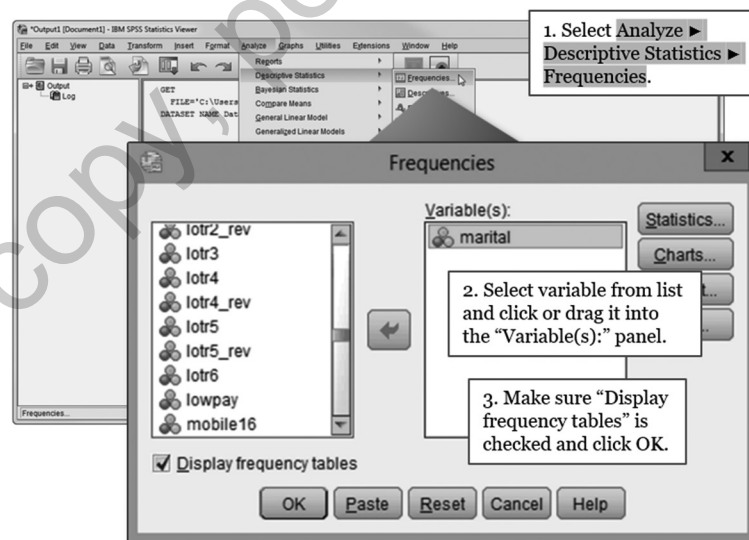 *Output1 [Document1] - IBM SPSS Statistics Viewer
File Edit View Data Transform Insert Format Analyze Graphs Utilities Extensions Window Help
Output
Log
GET
FILE='C:\Users
DATASET NAME Dat
Reports
Descriptive Statistics
Bayesian Statistics
Compare Means
General Linear Model
Generalized Linear Models
Frequencies...
Descriptives...
1. Select Analyze ►
Descriptive Statistics ►
Frequencies.
Frequencies...
Frequencies
x
lotr2_rev
lotr3
lotr4
lotr4_rev
lotr5
lotr5_rev
lotr6
lowpay
mobile16
Variable(s):
marital
Statistics...
Charts...
2. Select variable from list
and click or drag it into
the “Variable(s):” panel.
3. Make sure “Display
frequency tables” is
checked and click OK.
Display frequency tables
OK Paste Reset Cancel Help
copy,